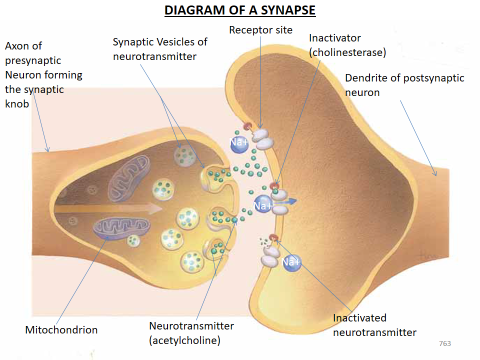 DIAGRAM OF A SYNAPSE
Axon of
presynaptic
Neuron forming
the synaptic
knob
Synaptic Vesicles of
neurotransmitter
Receptor site
Inactivator
(cholinesterase)
Dendrite of postsynaptic
neuron
Na+
Na+
Na+
Mitochondrion
Neurotransmitter
(acetylcholine)
Inactivated
neurotransmitter
763